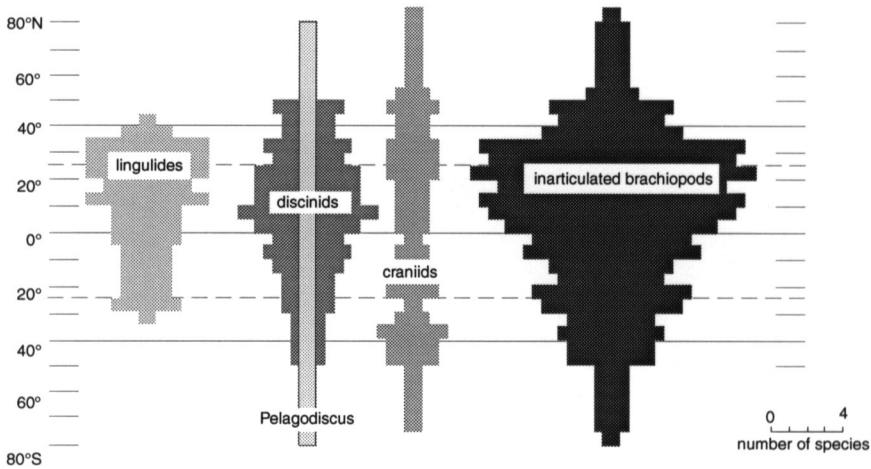 80°N
60°
40°
20°
0°
20°
40°
60°
80°S
lingulides
discinids
craniids
inarticulated brachiopods
Pelagodiscus
0 4
number of species